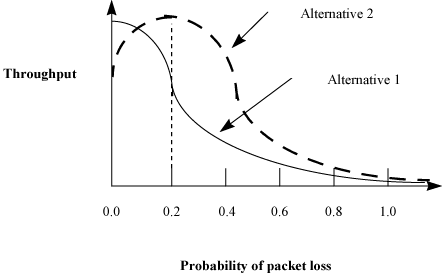 Alternative 2
Throughput
Alternative 1
0.0 0.2 0.4 0.6 0.8 1.0
Probability of packet loss